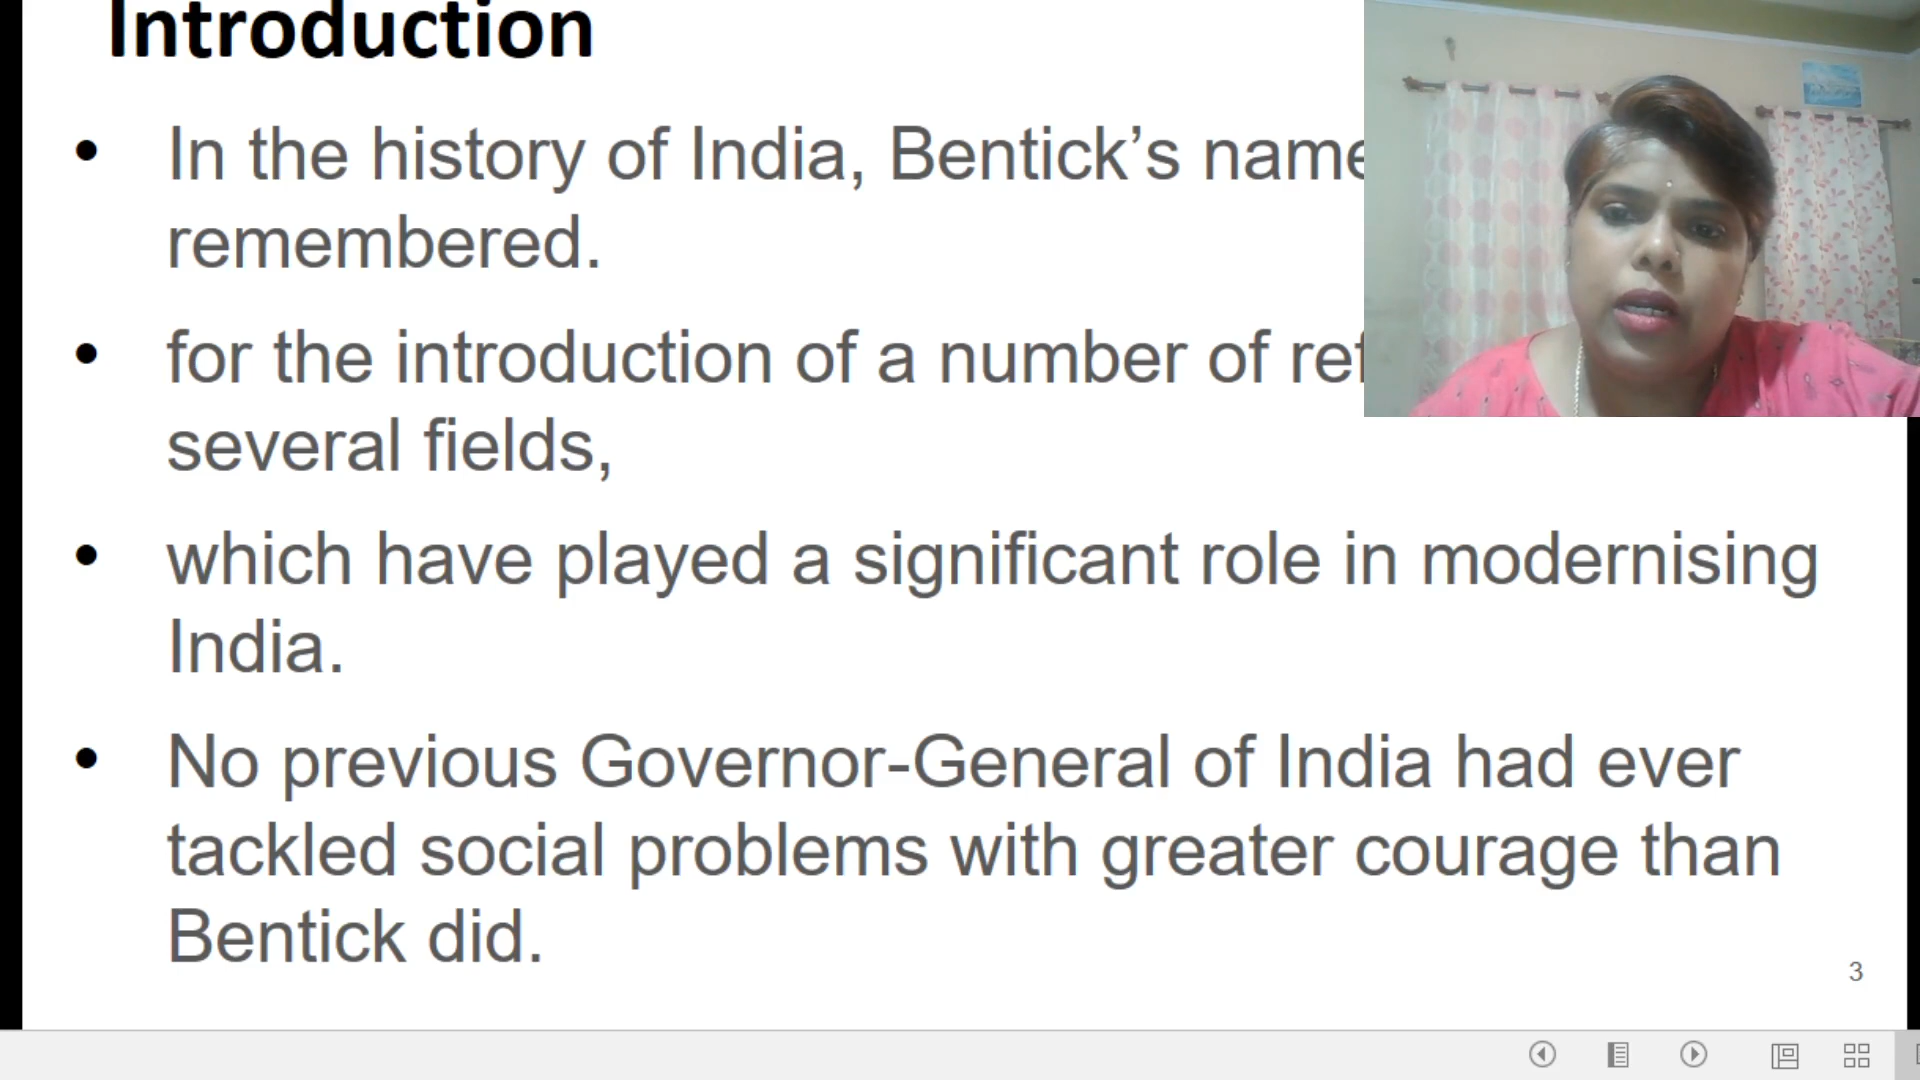 Introduction
• In the history of India, Bentick’s name
remembered.
• for the introduction of a number of
several fields,
• which have played a significant role in modernising
India.
• No previous Governor-General of India had ever
tackled social problems with greater courage than
Bentick did.
3